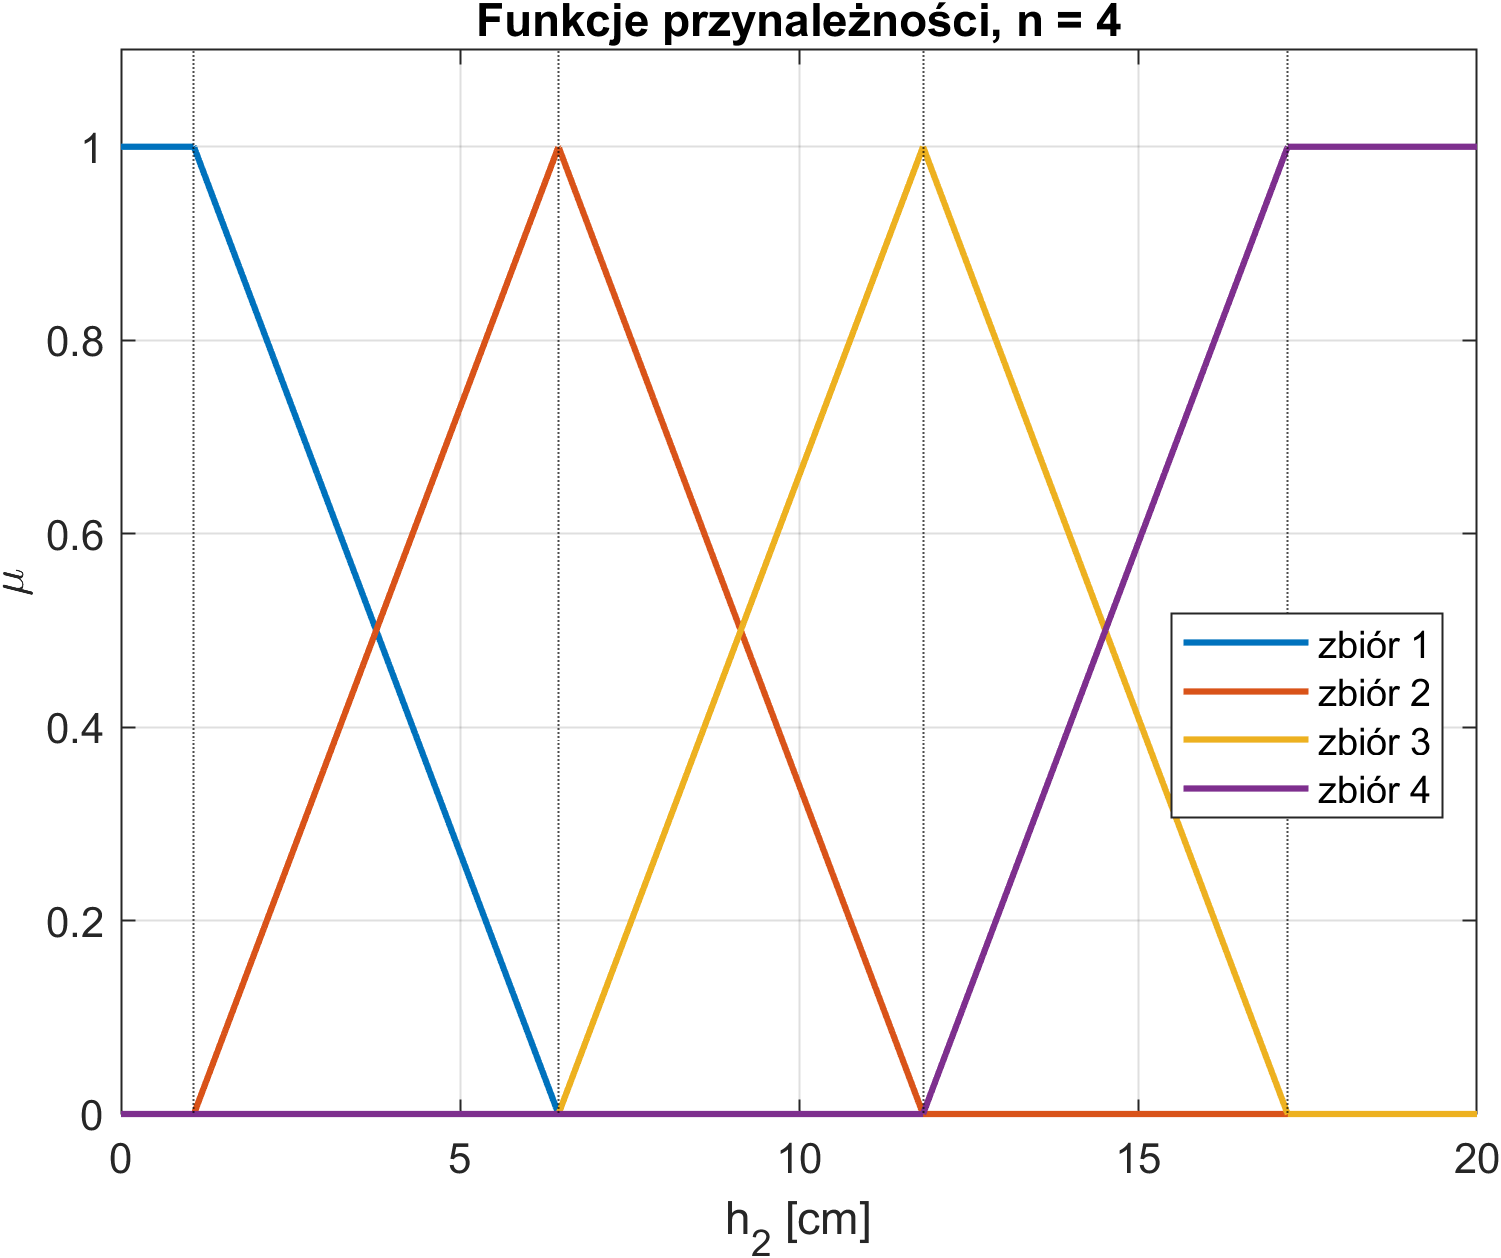 Funkcje przynależności, n = 4
μ
1
0.8
0.6
0.4
0.2
0
0 5 10 15 20
h₂ [cm]
zbiór 1
zbiór 2
zbiór 3
zbiór 4